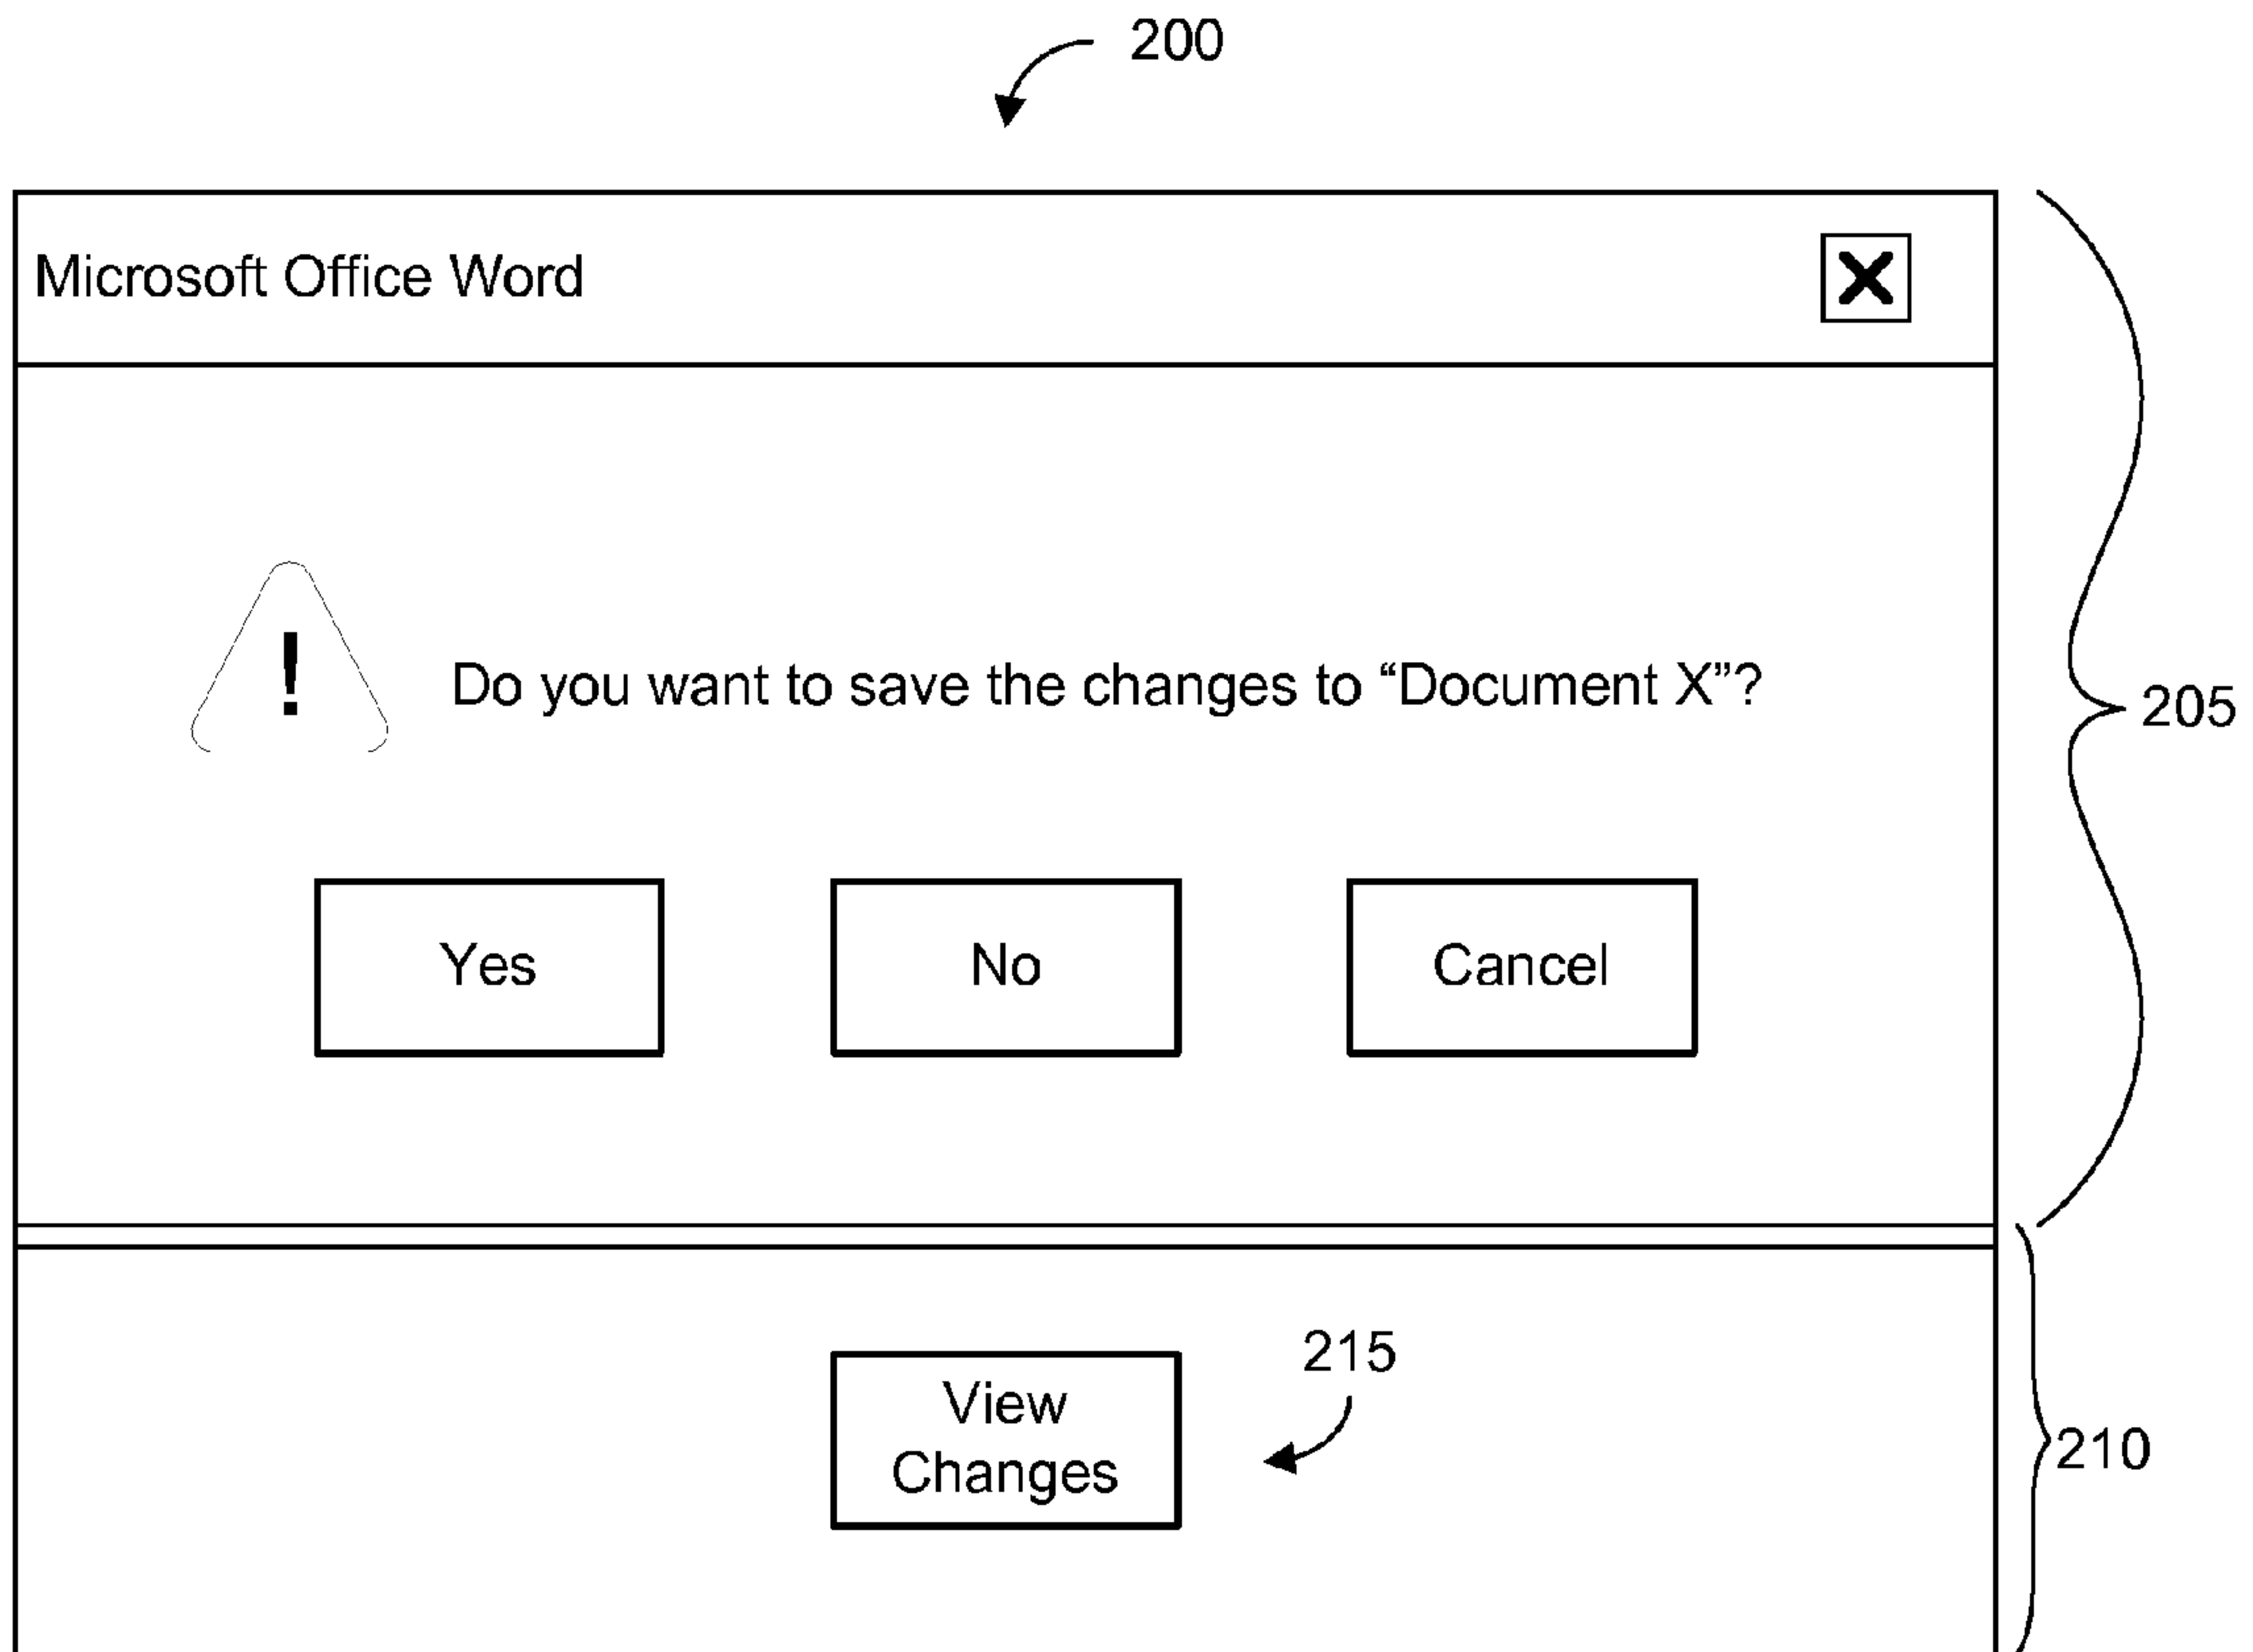 200
Microsoft Office Word
! Do you want to save the changes to “Document X”?
205
Yes No Cancel
215
View
Changes
210